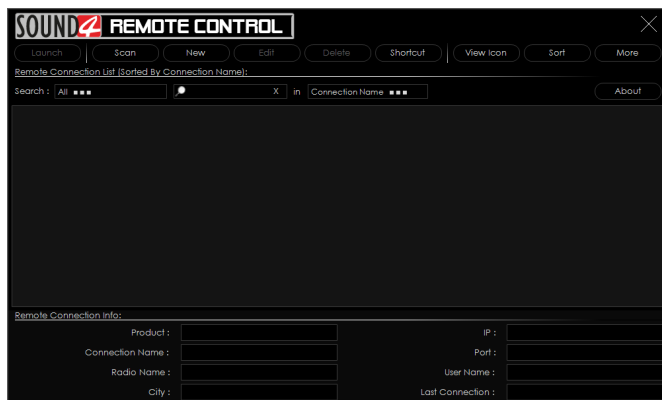 SOUND4 REMOTE CONTROL
Launch Scan New Edit Delete Shortcut View Icon Sort More
Remote Connection List (Sorted By Connection Name):
Search : All ▪▪▪ X in Connection Name ▪▪▪ About
Remote Connection Info:
Product : IP :
Connection Name : Port :
Radio Name : User Name :
City : Last Connection :